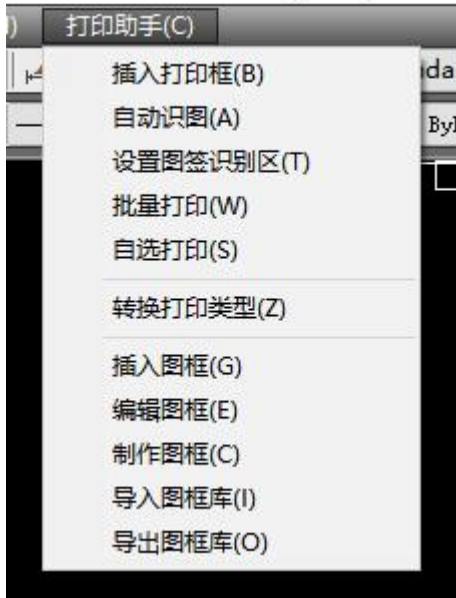 打印助手(C)
插入打印框(B)
自动识图(A)
设置图签识别区(T)
批量打印(W)
自选打印(S)
转换打印类型(Z)
插入图框(G)
编辑图框(E)
制作图框(C)
导入图框库(I)
导出图框库(O)